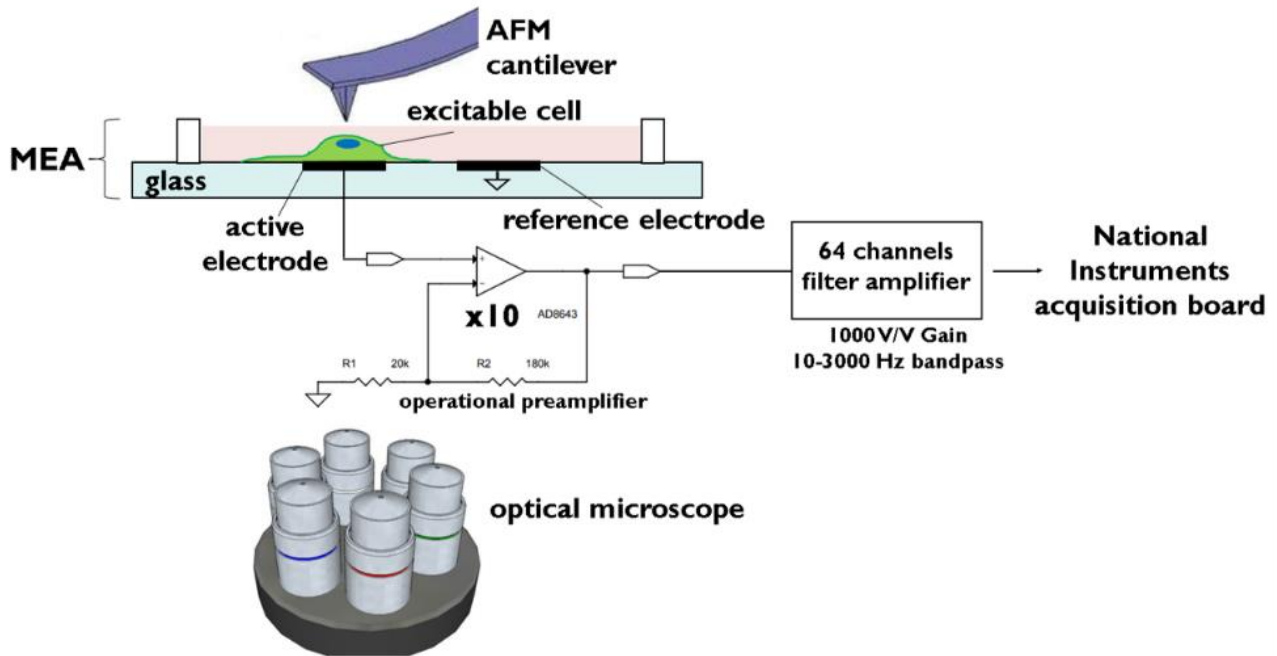 AFM
cantilever
excitable cell
MEA
glass
active
electrode
reference electrode
+
-
x10
AD8643
64 channels
filter amplifier
National
Instruments
acquisition board
1000 V/V Gain
10-3000 Hz bandpass
R1 20k R2 180k
operational preamplifier
optical microscope